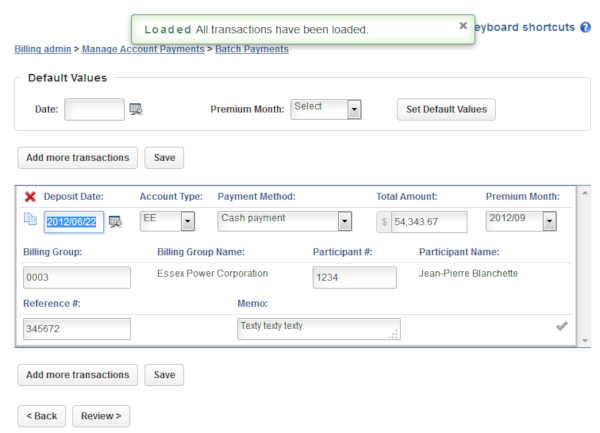 Loaded All transactions have been loaded.
eyboard shortcuts
Billing admin > Manage Account Payments > Batch Payments
Default Values
Date: Premium Month: Select Set Default Values
Add more transactions Save
Deposit Date: Account Type: Payment Method: Total Amount: Premium Month:
2012/06/22 EE Cash payment $ 54,343.67 2012/09
Billing Group: Billing Group Name: Participant #: Participant Name:
0003 Essex Power Corporation 1234 Jean-Pierre Blanchette
Reference #: Memo:
345672 Texty texty texty
Add more transactions Save
< Back Review >